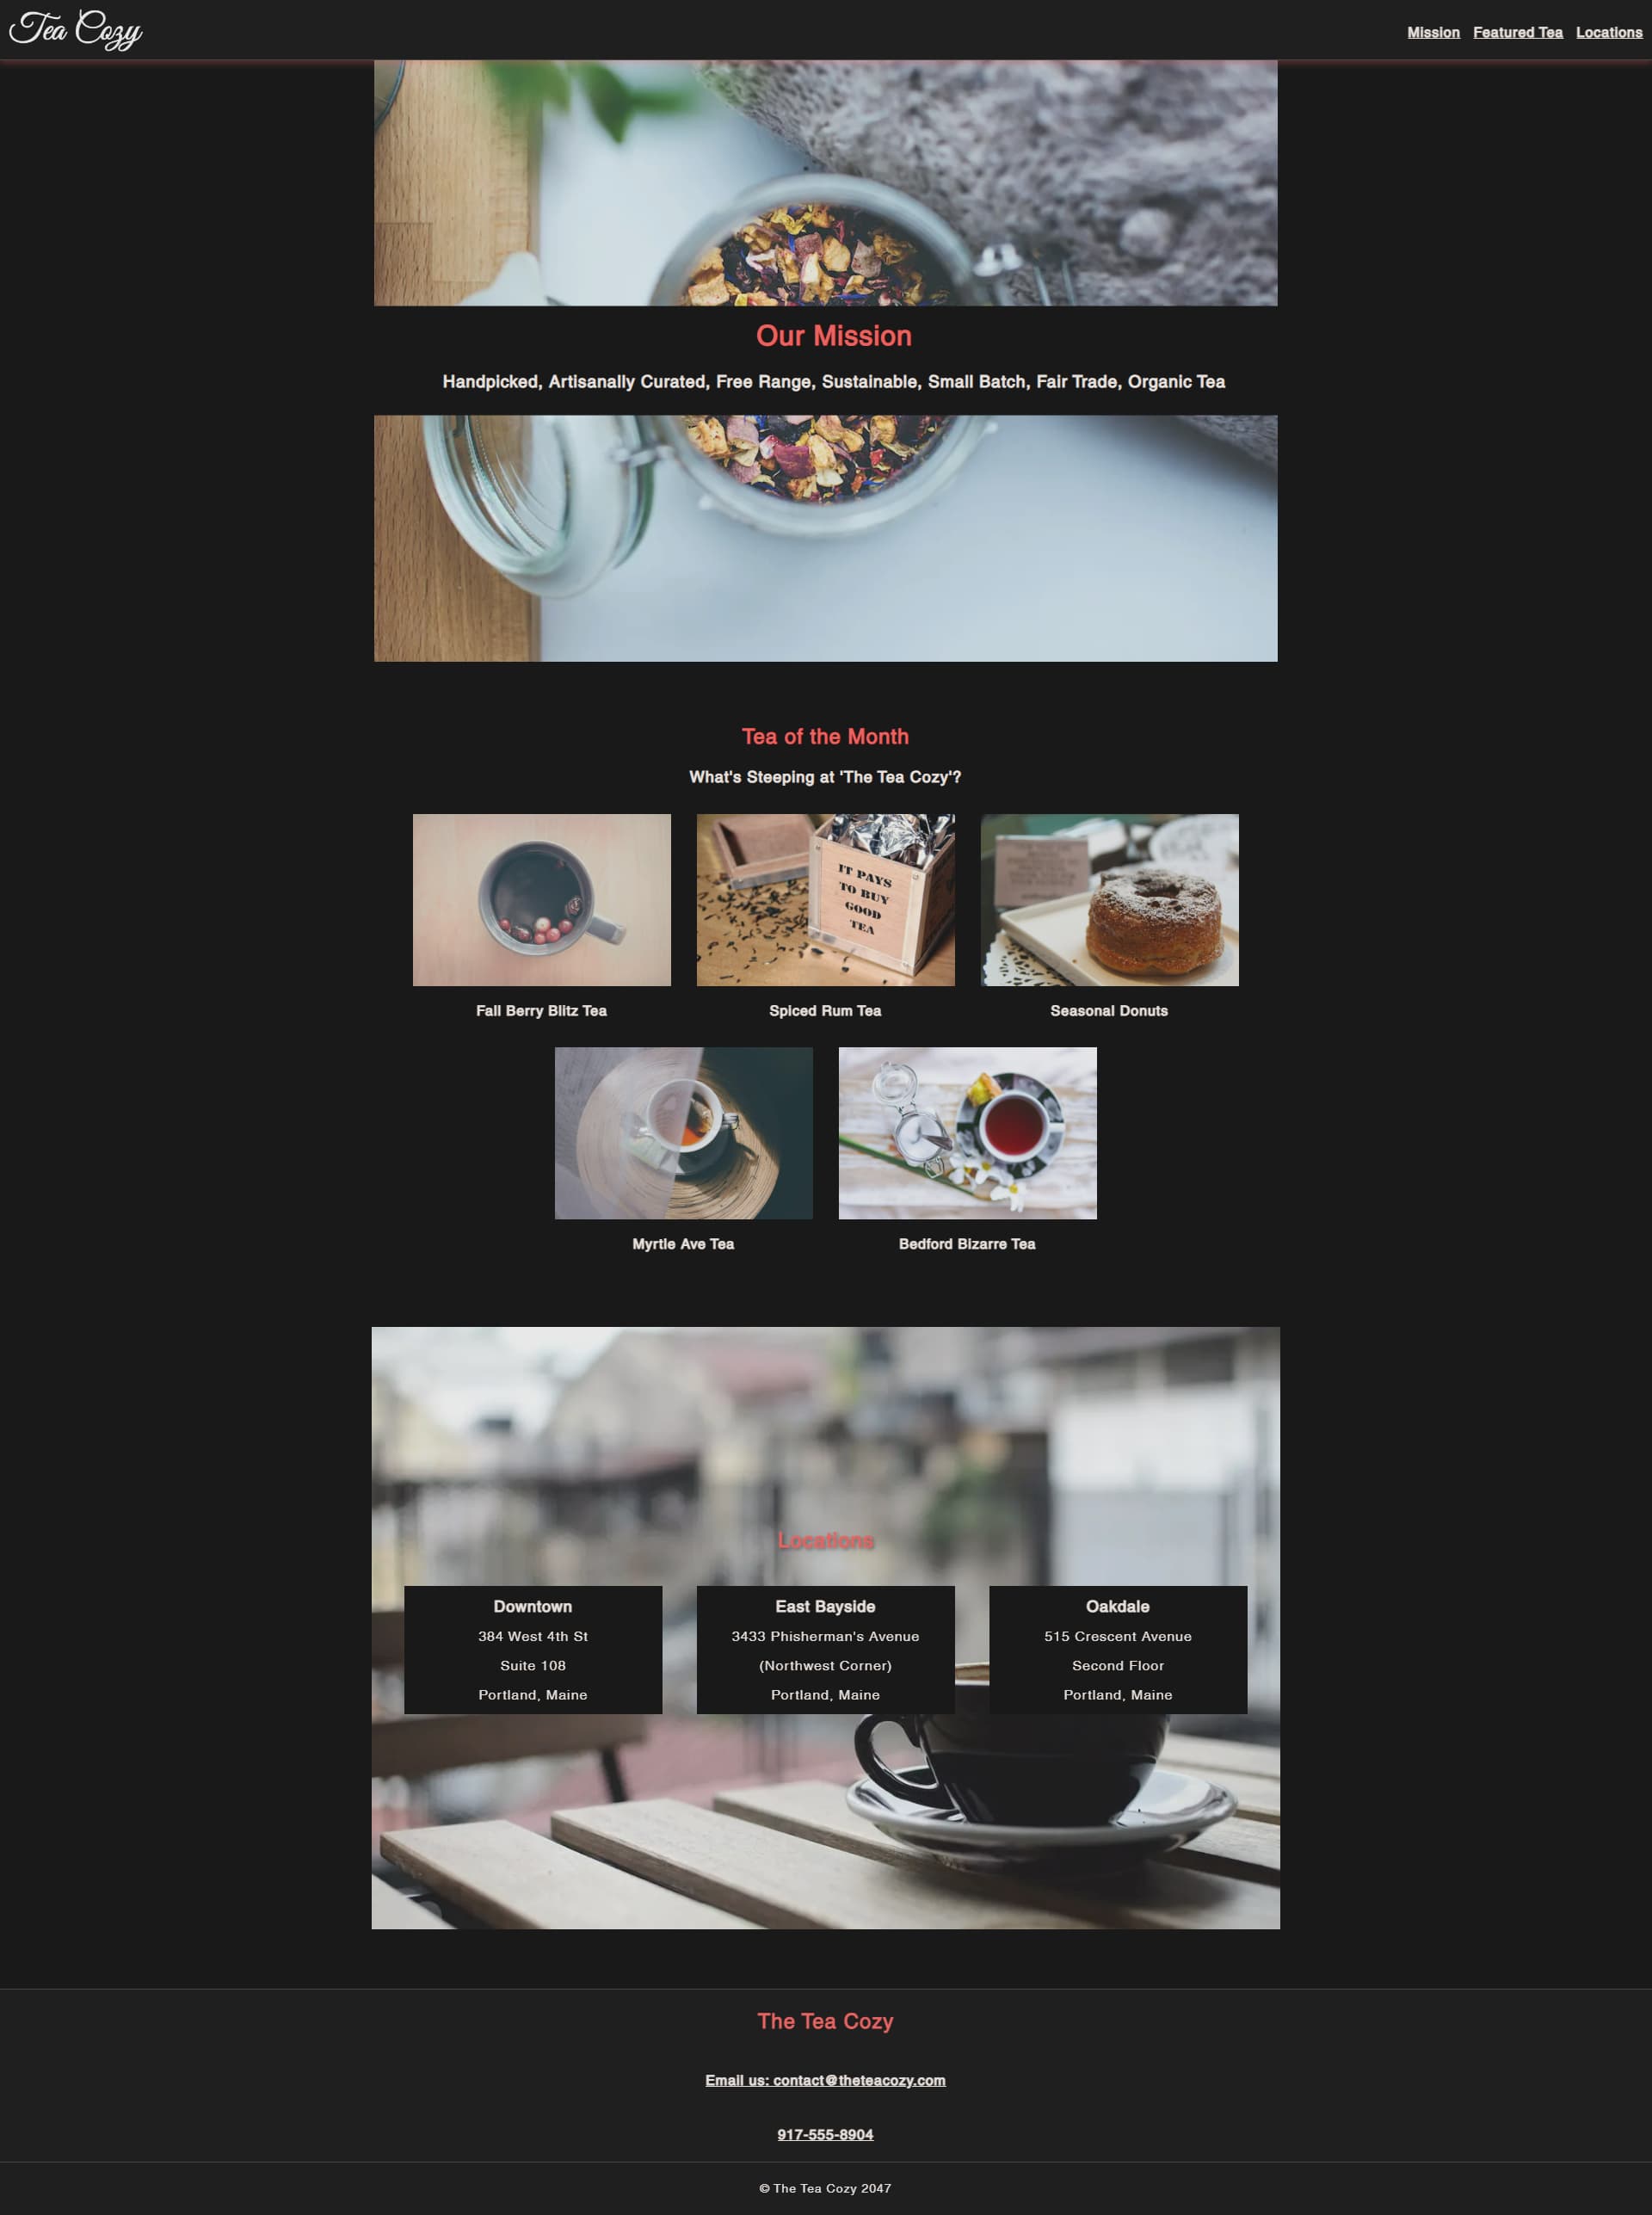 Tea Cozy
Mission Featured Tea Locations
Our Mission
Handpicked, Artisanally Curated, Free Range, Sustainable, Small Batch, Fair Trade, Organic Tea
Tea of the Month
What's Steeping at 'The Tea Cozy'?
IT PAYS
TO BUY
GOOD
TEA
Fall Berry Blitz Tea
Spiced Rum Tea
Seasonal Donuts
Myrtle Ave Tea
Bedford Bizarre Tea
Locations
Downtown
384 West 4th St
Suite 108
Portland, Maine
East Bayside
3433 Phisherman's Avenue
(Northwest Corner)
Portland, Maine
Oakdale
515 Crescent Avenue
Second Floor
Portland, Maine
The Tea Cozy
Email us: contact@theteacozy.com
917-555-8904
© The Tea Cozy 2047